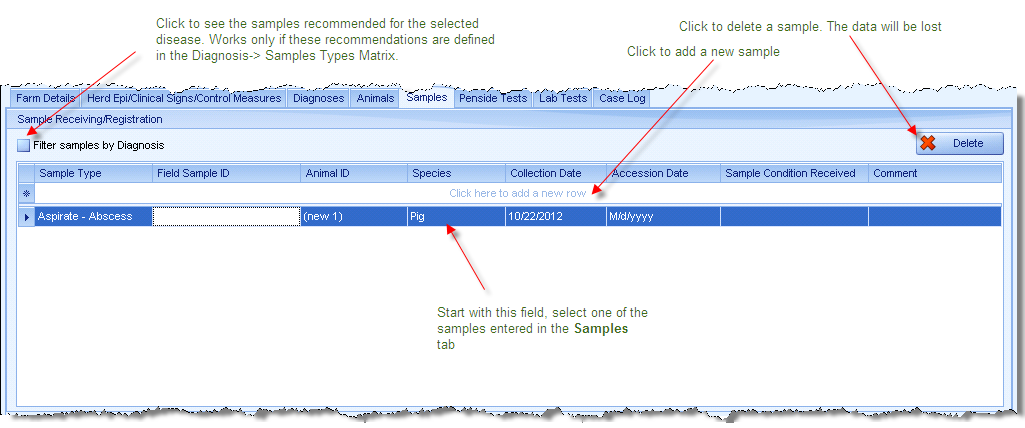 Click to see the samples recommended for the selected
disease. Works only if these recommendations are defined
in the Diagnosis-> Samples Types Matrix.
Click to delete a sample. The data will be lost
Click to add a new sample
Farm Details Herd Epi/Clinical Signs/Control Measures Diagnoses Animals Samples Penside Tests Lab Tests Case Log
Sample Receiving/Registration
Filter samples by Diagnosis
Delete
Sample Type Field Sample ID Animal ID Species Collection Date Accession Date Sample Condition Received Comment
Click here to add a new row
Aspirate - Abscess (new 1) Pig 10/22/2012 M/d/yyyy
Start with this field, select one of the
samples entered in the Samples
tab